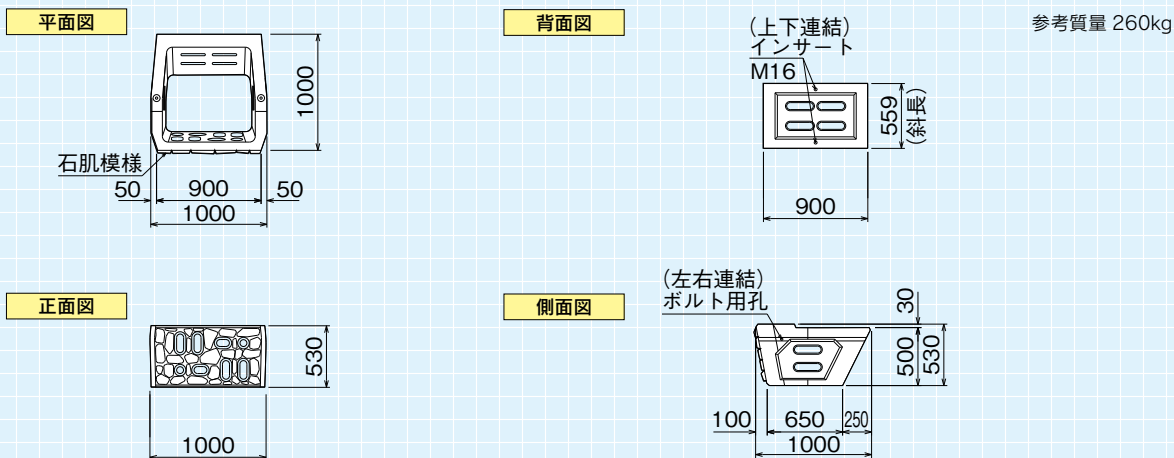 平面図
1000
石肌模様
50 900 50
1000
背面図
参考質量 260kg
(上下連結)
インサート
M16
559
(斜長)
900
正面図
530
1000
側面図
(左右連結)
ボルト用孔
30
500
530
100 650 250
1000